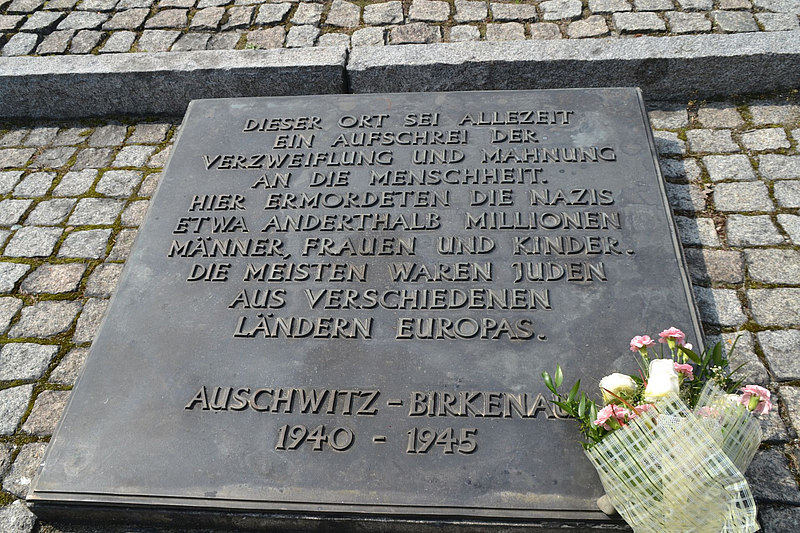 DIESER ORT SEI ALLEZEIT
EIN AUFSCHREI DER
VERZWEIFLUNG UND MAHNUNG
AN DIE MENSCHHEIT.
HIER ERMORDETEN DIE NAZIS
ETWA ANDERTHALB MILLIONEN
MÄNNER, FRAUEN UND KINDER.
DIE MEISTEN WAREN JUDEN
AUS VERSCHIEDENEN
LÄNDERN EUROPAS.
AUSCHWITZ - BIRKENAU
1940 - 1945